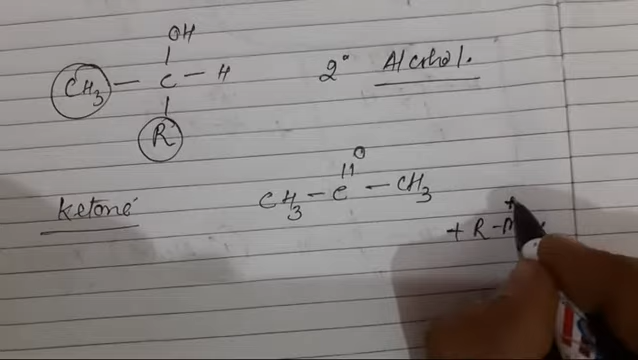 OH
CH3 — C — H
R
2° Alcohol.
Ketone
O
CH3 — C — CH3
+ R —